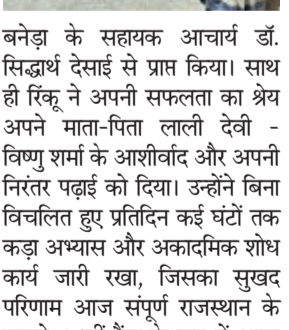 बनेड़ा के सहायक आचार्य डॉ.
सिद्धार्थ देसाई से प्राप्त किया। साथ
ही रिंकू ने अपनी सफलता का श्रेय
अपने माता-पिता लाली देवी -
विष्णु शर्मा के आशीर्वाद और अपनी
निरंतर पढ़ाई को दिया। उन्होंने बिना
विचलित हुए प्रतिदिन कई घंटों तक
कड़ा अभ्यास और अकादमिक शोध
कार्य जारी रखा, जिसका सुखद
परिणाम आज संपूर्ण राजस्थान के